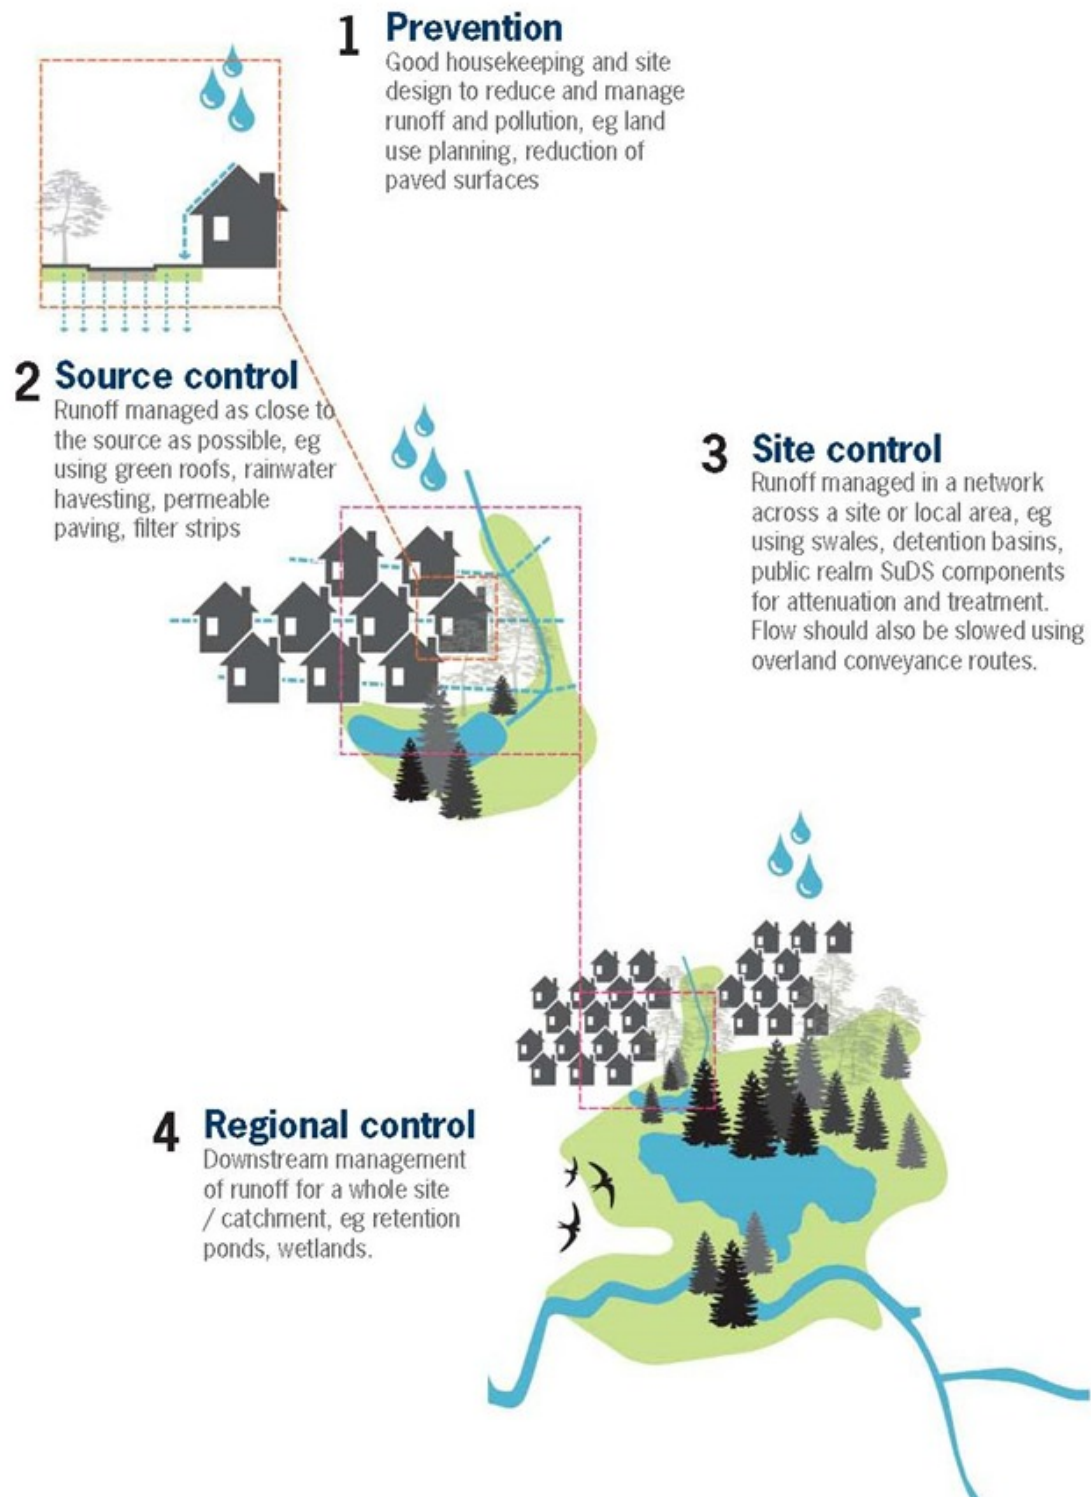 1 Prevention
Good housekeeping and site
design to reduce and manage
runoff and pollution, eg land
use planning, reduction of
paved surfaces
2 Source control
Runoff managed as close to
the source as possible, eg
using green roofs, rainwater
havesting, permeable
paving, filter strips
3 Site control
Runoff managed in a network
across a site or local area, eg
using swales, detention basins,
public realm SuDS components
for attenuation and treatment.
Flow should also be slowed using
overland conveyance routes.
4 Regional control
Downstream management
of runoff for a whole site
/ catchment, eg retention
ponds, wetlands.